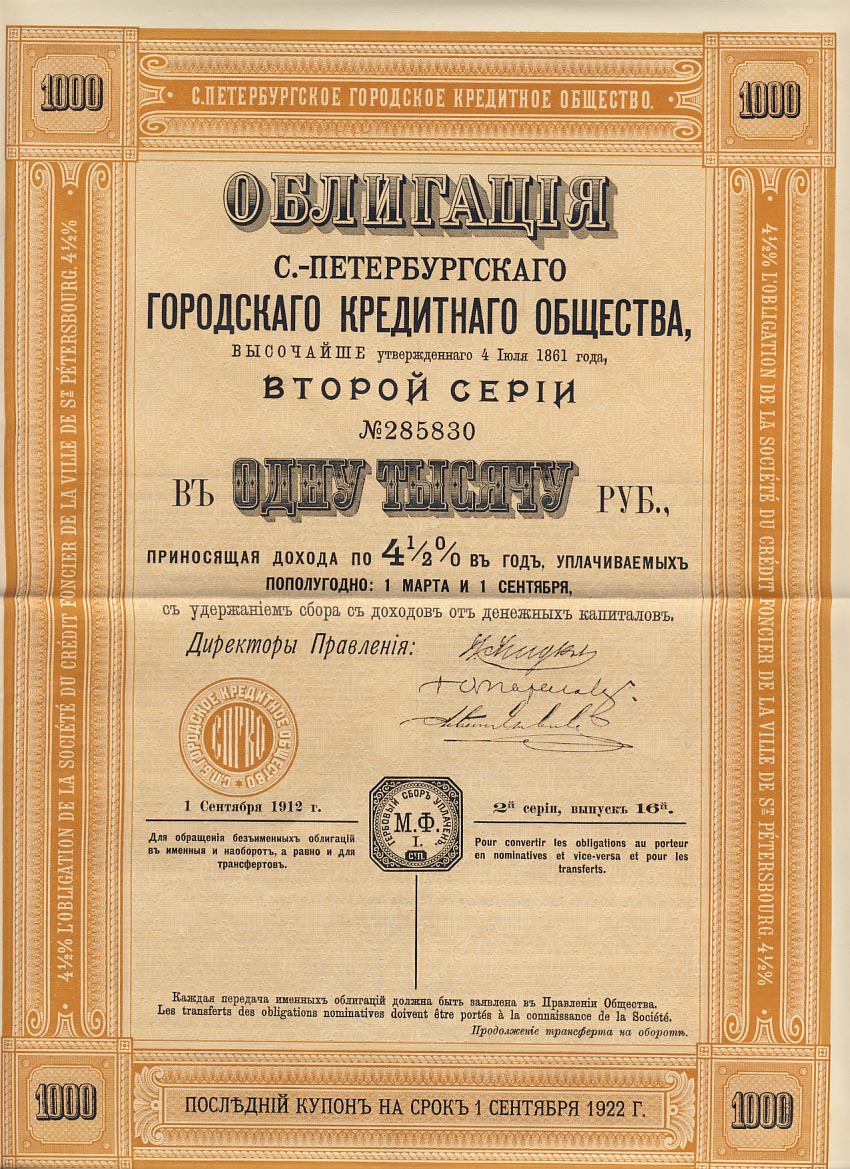 1000
С.ПЕТЕРБУРГСКОЕ ГОРОДСКОЕ КРЕДИТНОЕ ОБЩЕСТВО.
1000
4½% L'OBLIGATION DE LA SOCIÉTÉ DU CRÉDIT FONCIER DE LA VILLE DE Sᵀ PÉTERSBOURG. 4½%
ОБЛИГАЦІЯ
С.-ПЕТЕРБУРГСКАГО
ГОРОДСКАГО КРЕДИТНАГО ОБЩЕСТВА,
ВЫСОЧАЙШЕ утвержденнаго 4 Іюля 1861 года,
ВТОРОЙ СЕРІИ
№285830
ВЪ ОДНУ ТЫСЯЧУ РУБ.,
ПРИНОСЯЩАЯ ДОХОДА ПО 4½% ВЪ ГОДЪ, УПЛАЧИВАЕМЫХЪ
ПОПОЛУГОДНО: 1 МАРТА И 1 СЕНТЯБРЯ,
съ удержаніемъ сбора съ доходовъ отъ денежныхъ капиталовъ.
Директоры Правленія:
С.П.Б. ГОРОДСКОЕ КРЕДИТНОЕ ОБЩЕСТВО
СПГКО
1 Сентября 1912 г.
Для обращенія безъименныхъ облигацій
въ именныя и наоборотъ, а равно и для
трансфертовъ.
ГЕРБОВЫЙ СБОРЪ УПЛАЧЕНЪ.
М.Ф.
I.
С.П.
2й серіи, выпускъ 16й.
Pour convertir les obligations au porteur
en nominatives et vice-versa et pour les
transferts.
Каждая передача именныхъ облигацій должна быть заявлена въ Правленіи Общества.
Les transferts des obligations nominatives doivent être portés à la connaissance de la Société.
Продолженіе трансферта на оборотѣ.
4½% L'OBLIGATION DE LA SOCIÉTÉ DU CRÉDIT FONCIER DE LA VILLE DE Sᵀ PÉTERSBOURG. 4½%
1000
ПОСЛѢДНІЙ КУПОНЪ НА СРОКЪ 1 СЕНТЯБРЯ 1922 Г.
1000